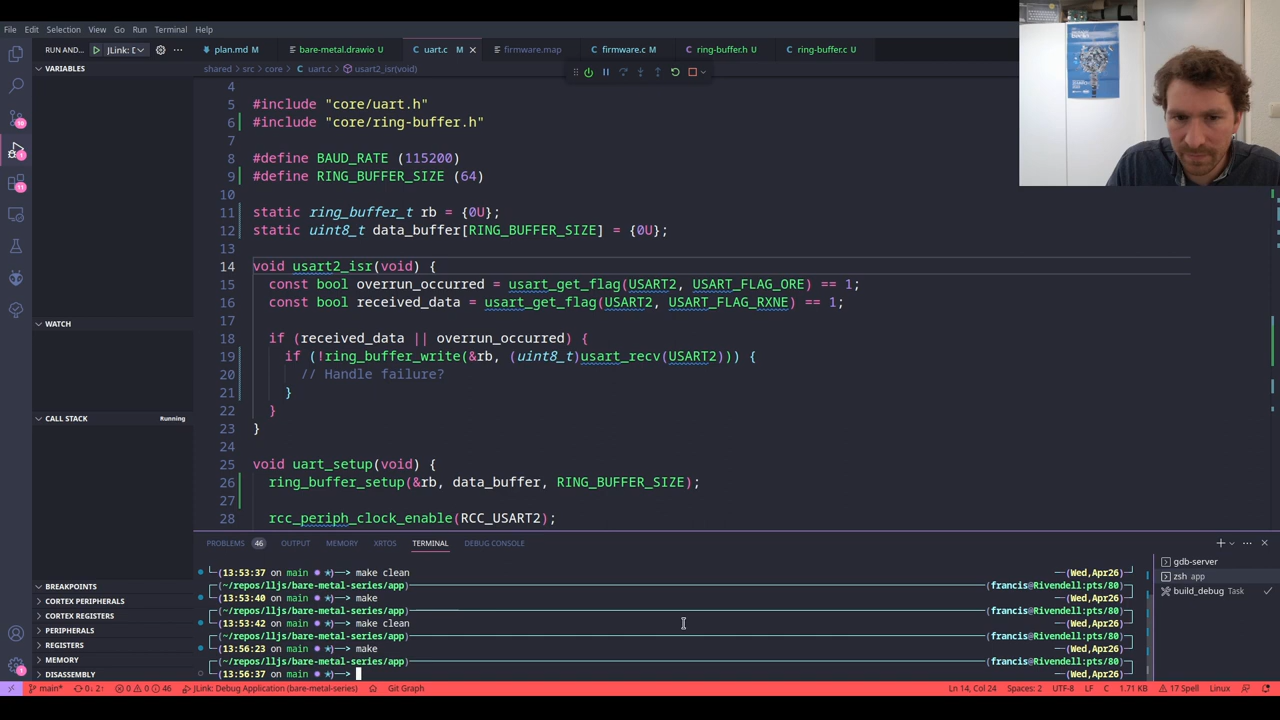 File Edit Selection View Go Run Terminal Help
RUN AND... JLink: D
plan.md M bare-metal.drawio M uart.c M firmware.map firmware.c M ring-buffer.h U ring-buffer.c U
VARIABLES
shared > src > core > uart.c > usart2_isr(void)
4
5 #include "core/uart.h"
6 #include "core/ring-buffer.h"
7
8 #define BAUD_RATE (115200)
9 #define RING_BUFFER_SIZE (64)
10
11 static ring_buffer_t rb = {0U};
12 static uint8_t data_buffer[RING_BUFFER_SIZE] = {0U};
13
14 void usart2_isr(void) {
15 const bool overrun_occurred = usart_get_flag(USART2, USART_FLAG_ORE) == 1;
16 const bool received_data = usart_get_flag(USART2, USART_FLAG_RXNE) == 1;
17
18 if (received_data || overrun_occurred) {
19 if (!ring_buffer_write(&rb, (uint8_t)usart_recv(USART2))) {
20 // Handle failure?
21 }
22 }
23 }
24
25 void uart_setup(void) {
26 ring_buffer_setup(&rb, data_buffer, RING_BUFFER_SIZE);
27
28 rcc_periph_clock_enable(RCC_USART2);
WATCH
CALL STACK Running
BREAKPOINTS
CORTEX PERIPHERALS
CORTEX REGISTERS
PERIPHERALS
REGISTERS
MEMORY
DISASSEMBLY
PROBLEMS 46 OUTPUT MEMORY XRTOS TERMINAL DEBUG CONSOLE
(13:53:37 on main ✹)──> make clean (Wed,Apr26)
(~/repos/lljs/bare-metal-series/app) (francis@Rivendell:pts/80)
(13:53:40 on main ✹)──> make (Wed,Apr26)
(~/repos/lljs/bare-metal-series/app) (francis@Rivendell:pts/80)
(13:53:42 on main ✹)──> make clean (Wed,Apr26)
(~/repos/lljs/bare-metal-series/app) (francis@Rivendell:pts/80)
(13:56:23 on main ✹)──> make (Wed,Apr26)
(~/repos/lljs/bare-metal-series/app) (francis@Rivendell:pts/80)
(13:56:37 on main ✹)──> (Wed,Apr26)
gdb-server
zsh app
build_debug Task
main* 0↓ 2↑ 0 0 46 JLink: Debug Application (bare-metal-series) Git Graph Ln 14, Col 24 Spaces: 2 UTF-8 LF C 1.71 KB 17 Spell Linux